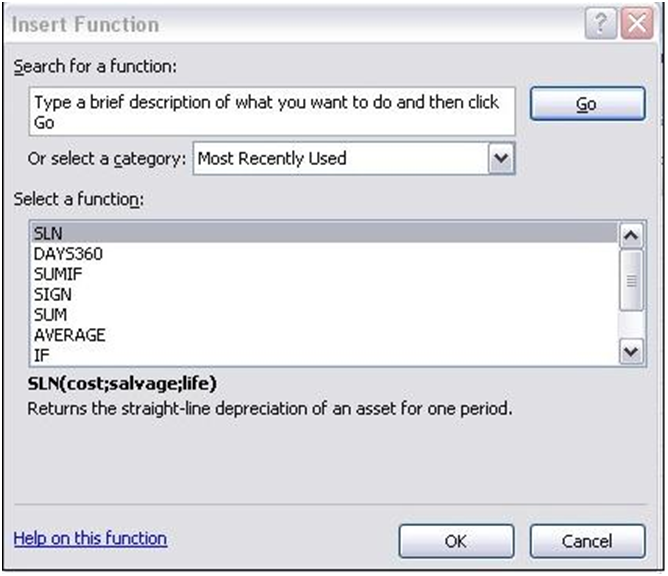 Insert Function
Search for a function:
Type a brief description of what you want to do and then click
Go
Go
Or select a category: Most Recently Used
Select a function:
SLN
DAYS360
SUMIF
SIGN
SUM
AVERAGE
IF
SLN(cost;salvage;life)
Returns the straight-line depreciation of an asset for one period.
Help on this function
OK
Cancel